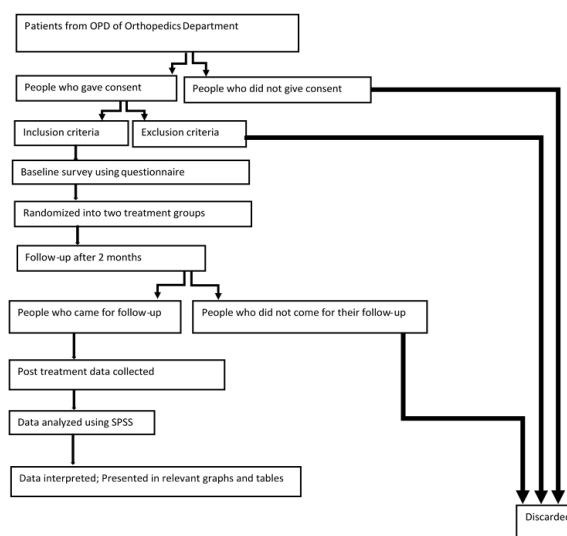 Patients from OPD of Orthopedics Department
People who gave consent
People who did not give consent
Inclusion criteria
Exclusion criteria
Baseline survey using questionnaire
Randomized into two treatment groups
Follow-up after 2 months
People who came for follow-up
People who did not come for their follow-up
Post treatment data collected
Data analyzed using SPSS
Data interpreted; Presented in relevant graphs and tables
Discarded